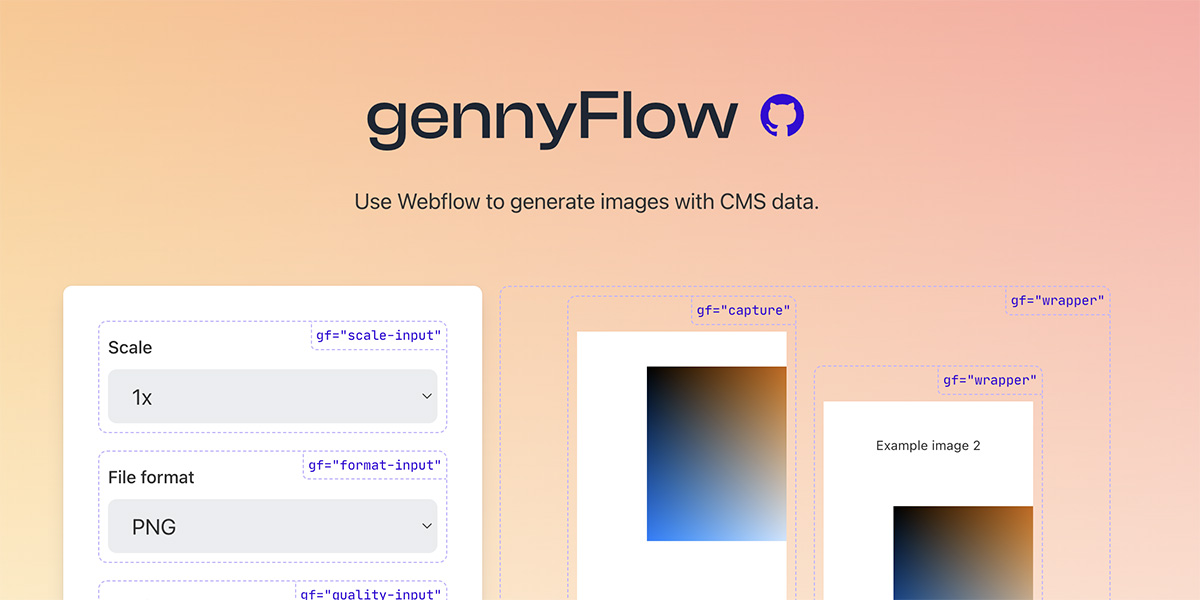 gennyFlow
Use Webflow to generate images with CMS data.
gf="scale-input"
Scale
1x
gf="format-input"
File format
PNG
gf="quality-input"
gf="wrapper"
gf="capture"
gf="wrapper"
Example image 2